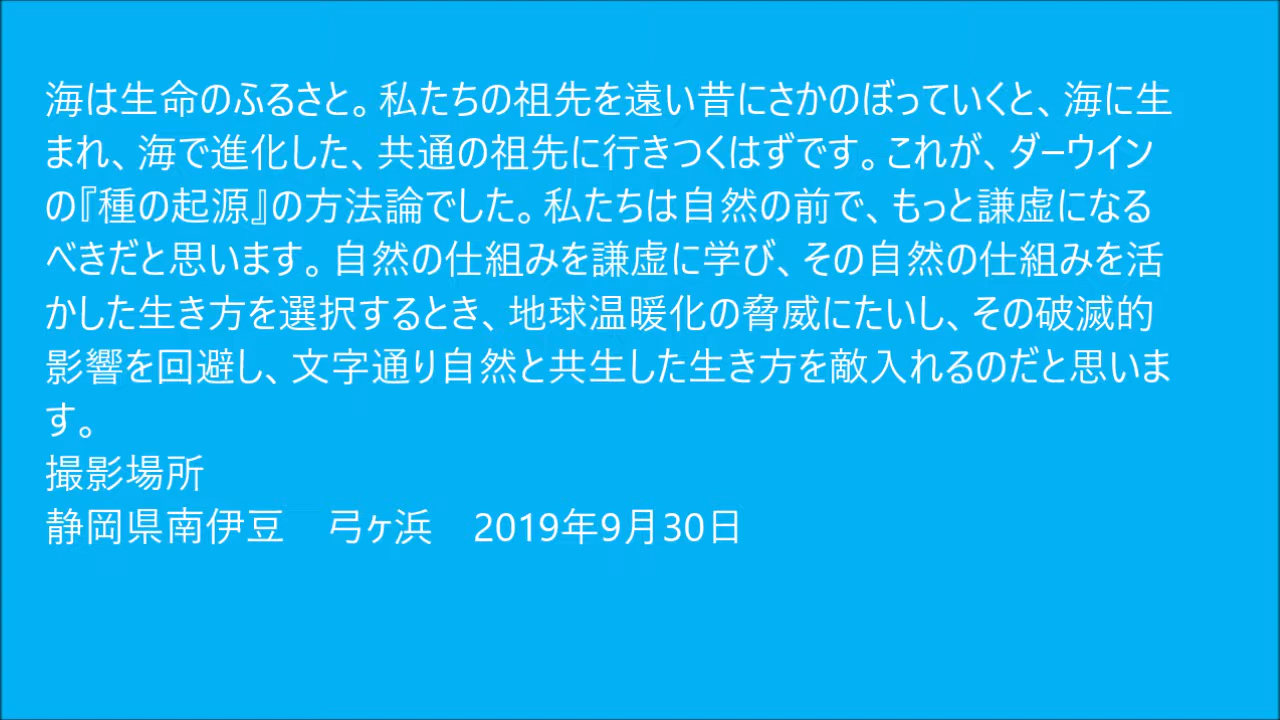 海は生命のふるさと。私たちの祖先を遠い昔にさかのぼっていくと、海に生
まれ、海で進化した、共通の祖先に行きつくはずです。これが、ダーウイン
の『種の起源』の方法論でした。私たちは自然の前で、もっと謙虚になる
べきだと思います。自然の仕組みを謙虚に学び、その自然の仕組みを活
かした生き方を選択するとき、地球温暖化の脅威にたいし、その破滅的
影響を回避し、文字通り自然と共生した生き方を敵入れるのだと思いま
す。
撮影場所
静岡県南伊豆　弓ヶ浜　2019年9月30日